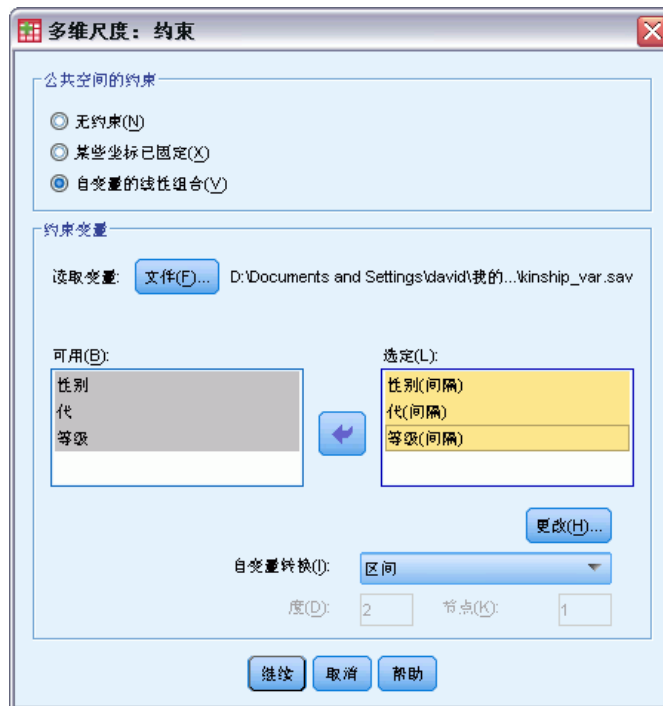 多维尺度：约束
公共空间的约束
无约束(N)
某些坐标已固定(X)
自变量的线性组合(V)
约束变量
读取变量: 文件(F)... D:\Documents and Settings\david\我的...\kinship_var.sav
可用(B): 选定(L):
性别 性别(间隔)
代 代(间隔)
等级 等级(间隔)
更改(H)...
自变量转换(I): 区间
度(D): 2 节点(K): 1
继续 取消 帮助